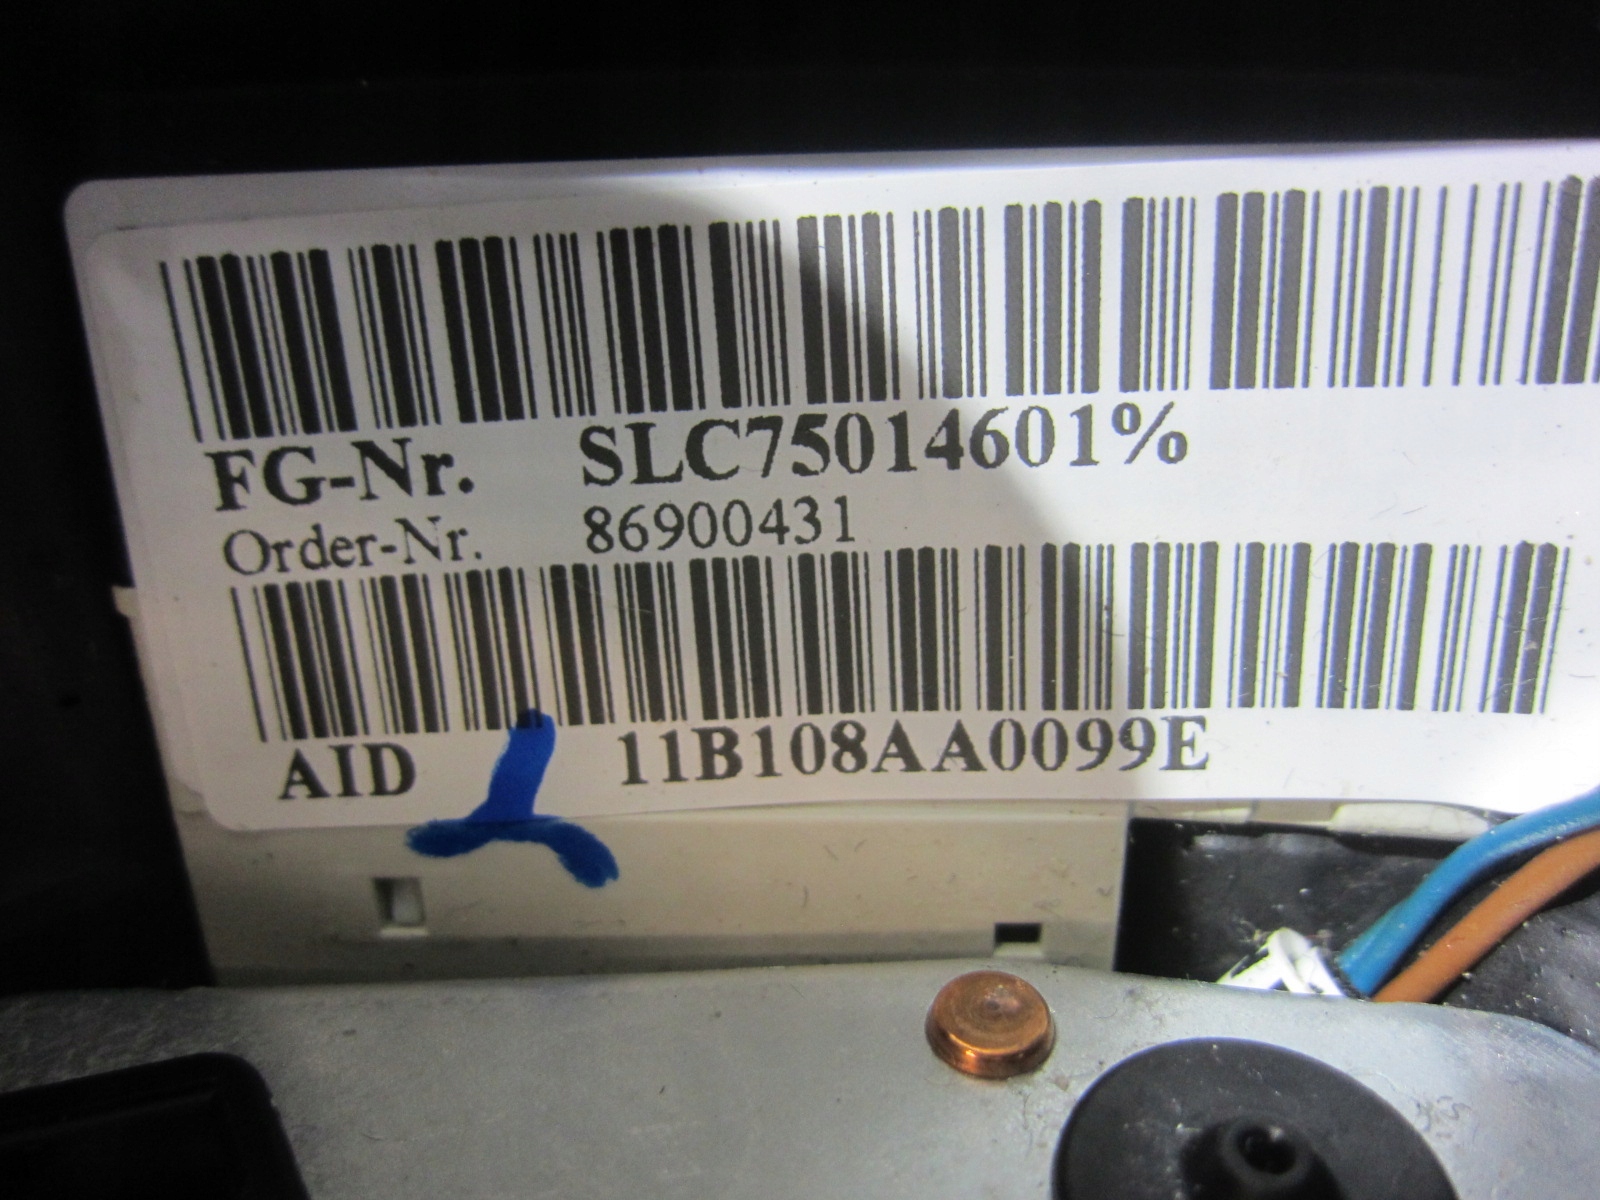 FG-Nr. SLC75014601%
Order-Nr. 86900431
AID 11B108AA0099E